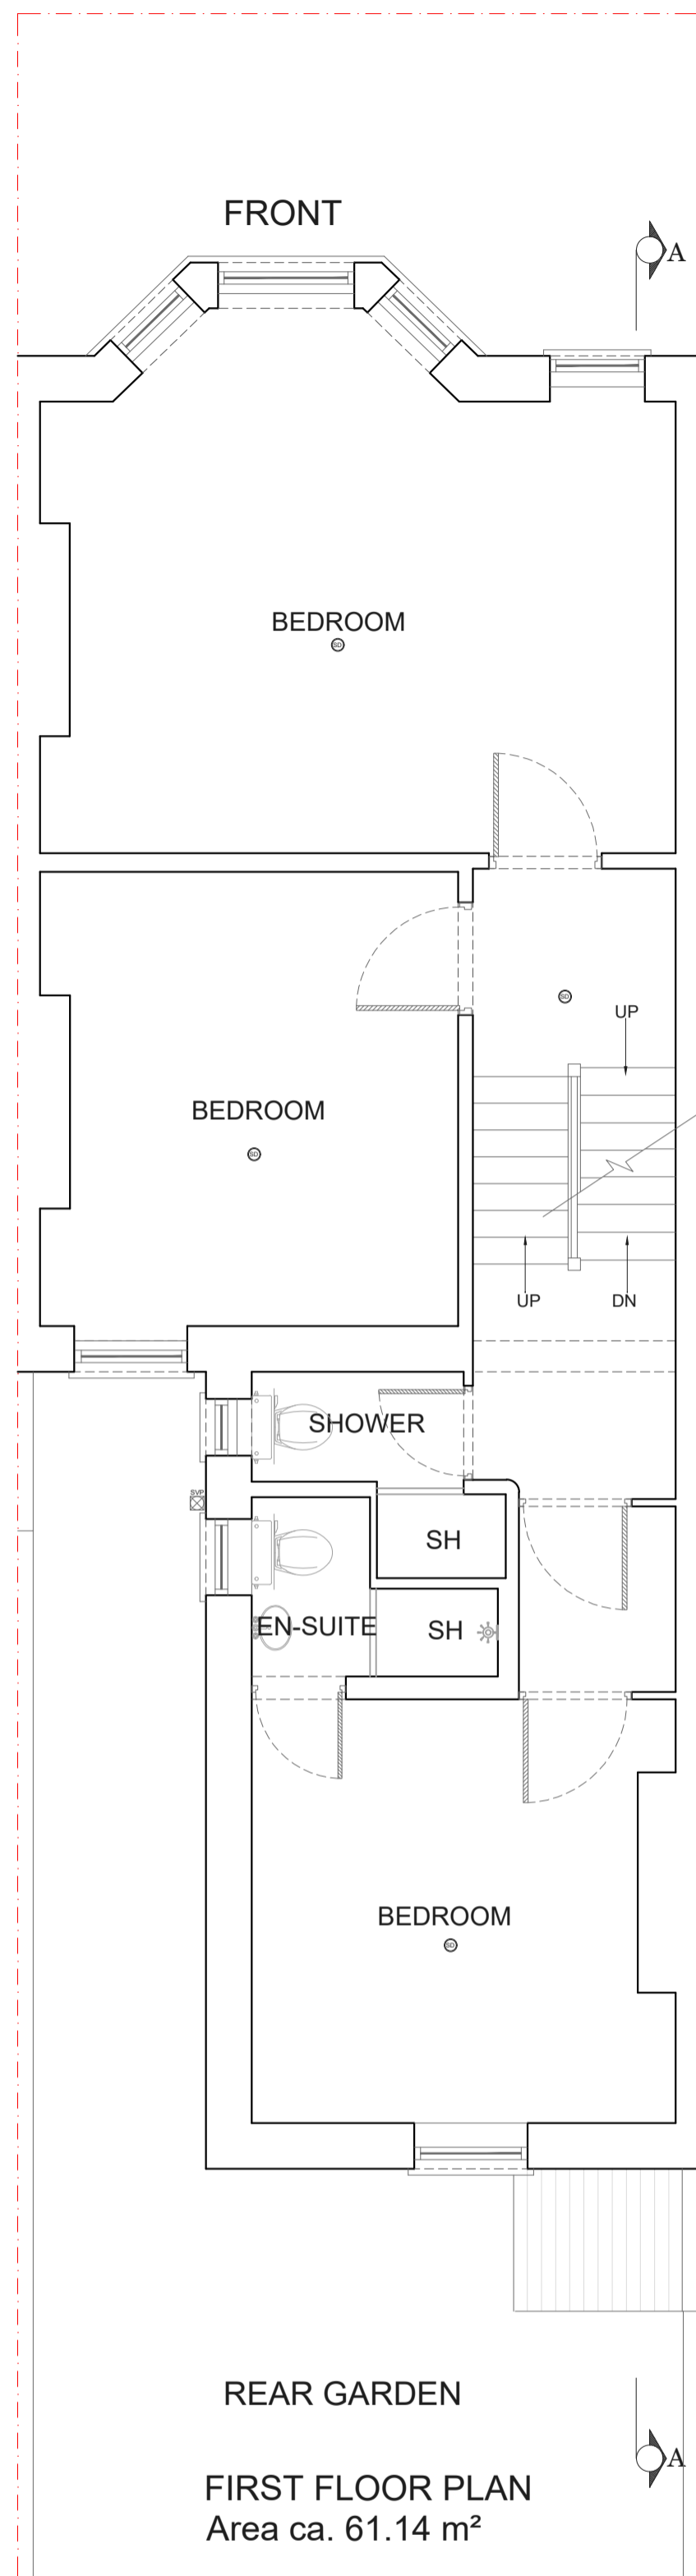 FRONT
A
BEDROOM
SD
SD
UP
BEDROOM
SD
UP
DN
SHOWER
SVP
SH
EN-SUITE
SH
BEDROOM
SD
REAR GARDEN
A
FIRST FLOOR PLAN
Area ca. 61.14 m²